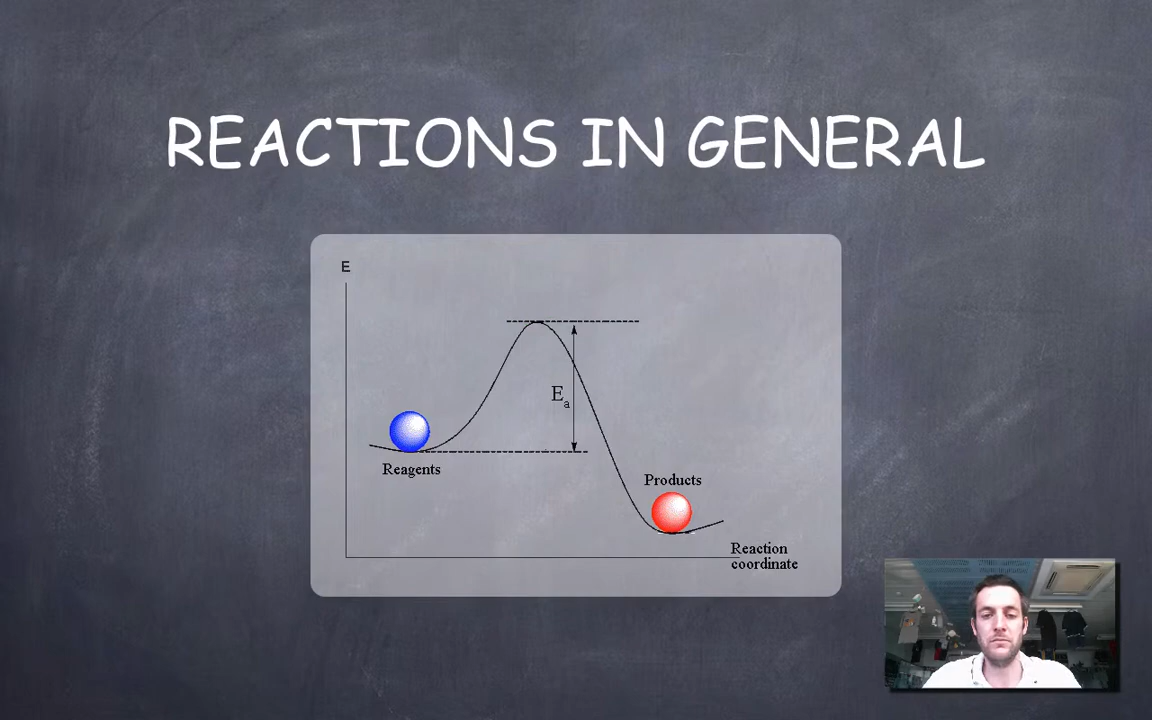 REACTIONS IN GENERAL
E
Ea
Reagents
Products
Reaction
coordinate